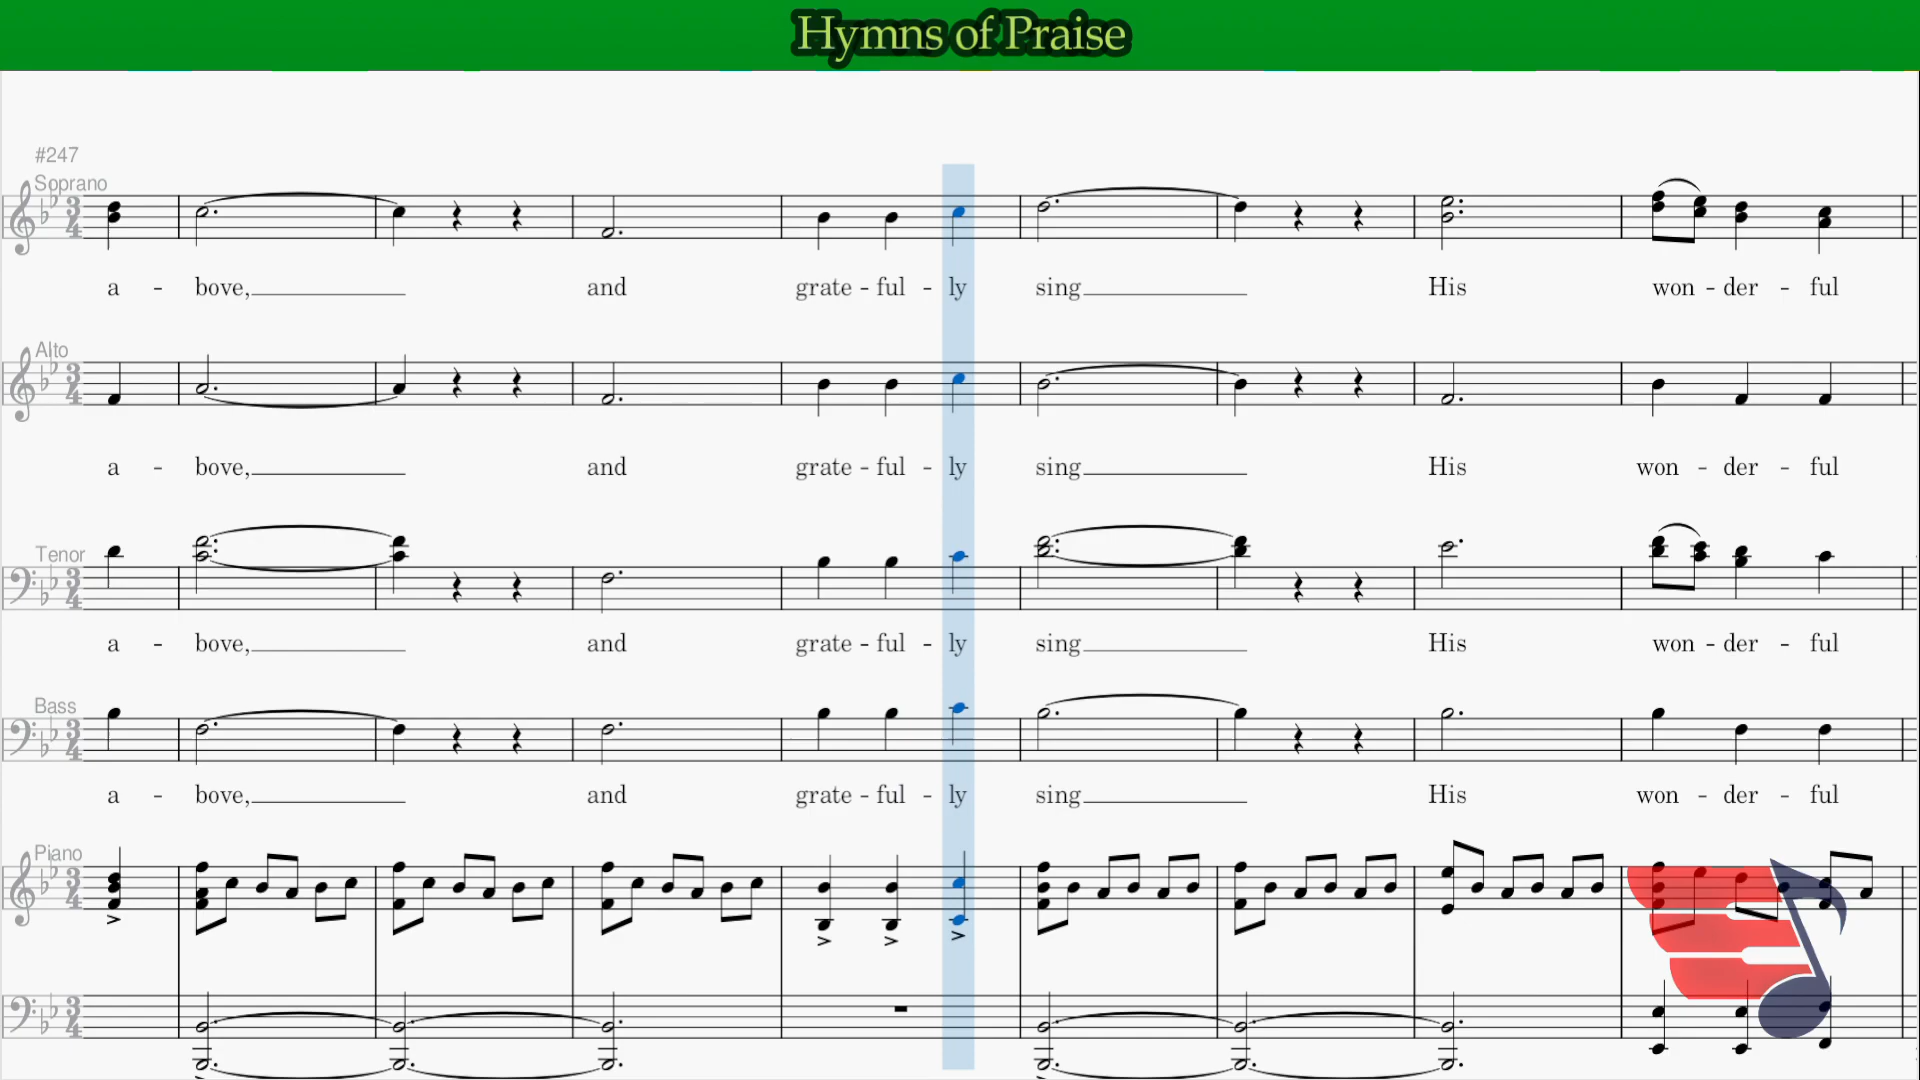 Hymns of Praise
#247
Soprano
a - bove, and grate - ful - ly sing His won - der - ful
Alto
a - bove, and grate - ful - ly sing His won - der - ful
Tenor
a - bove, and grate - ful - ly sing His won - der - ful
Bass
a - bove, and grate - ful - ly sing His won - der - ful
Piano